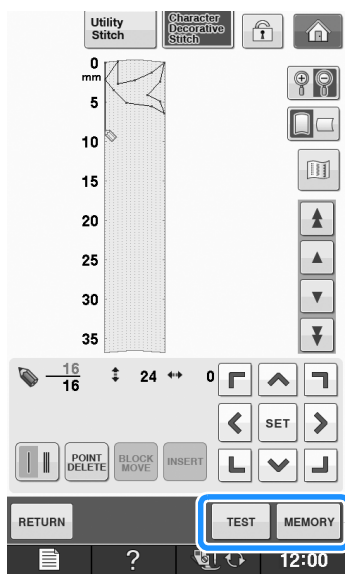 Utility
Stitch
Character
Decorative
Stitch
0
mm
5
10
15
20
25
30
35
16
16
24
0
SET
POINT
DELETE
BLOCK
MOVE
INSERT
RETURN
TEST
MEMORY
?
12:00